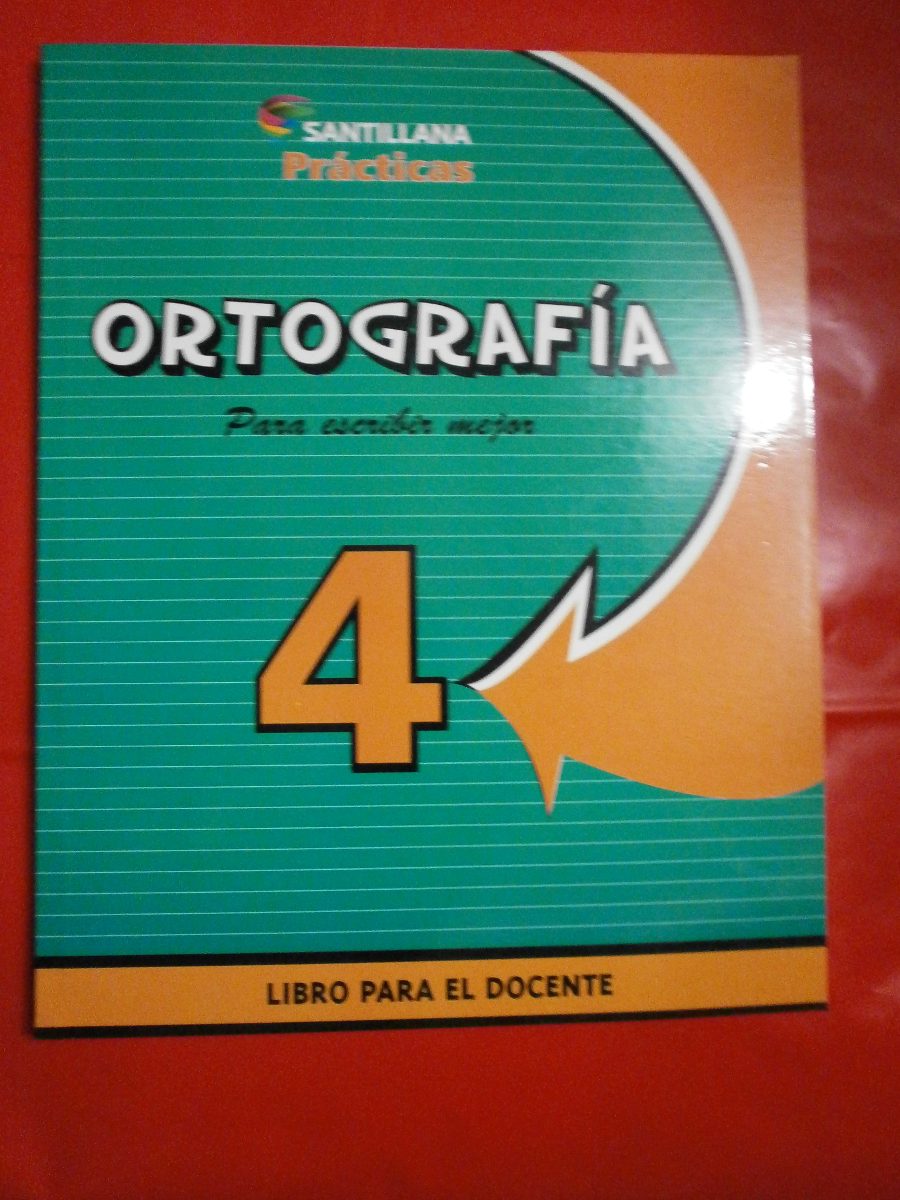 SANTILLANA
Prácticas
ORTOGRAFÍA
Para escribir mejor
4
LIBRO PARA EL DOCENTE